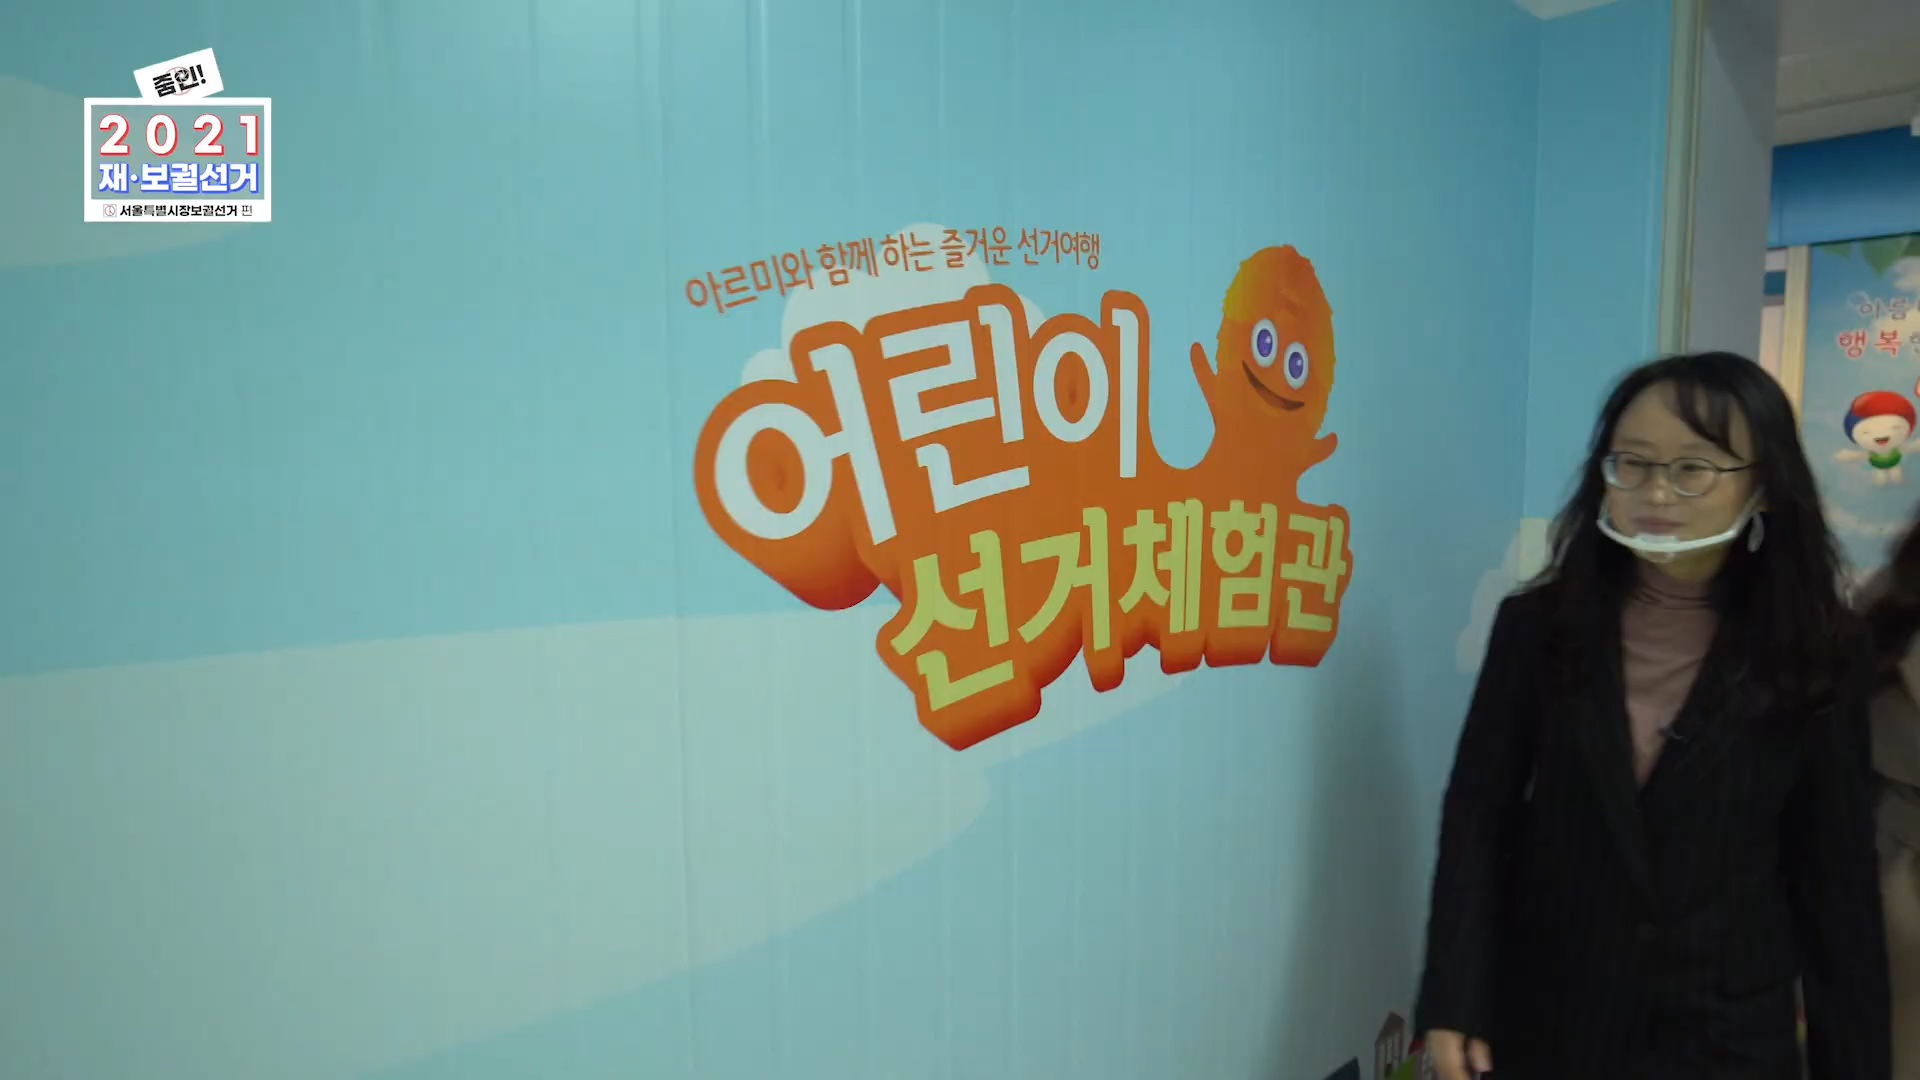 줌인!
2021
재·보궐선거
서울특별시장보궐선거 편
아르미와 함께 하는 즐거운 선거여행
어린이
선거체험관
행복